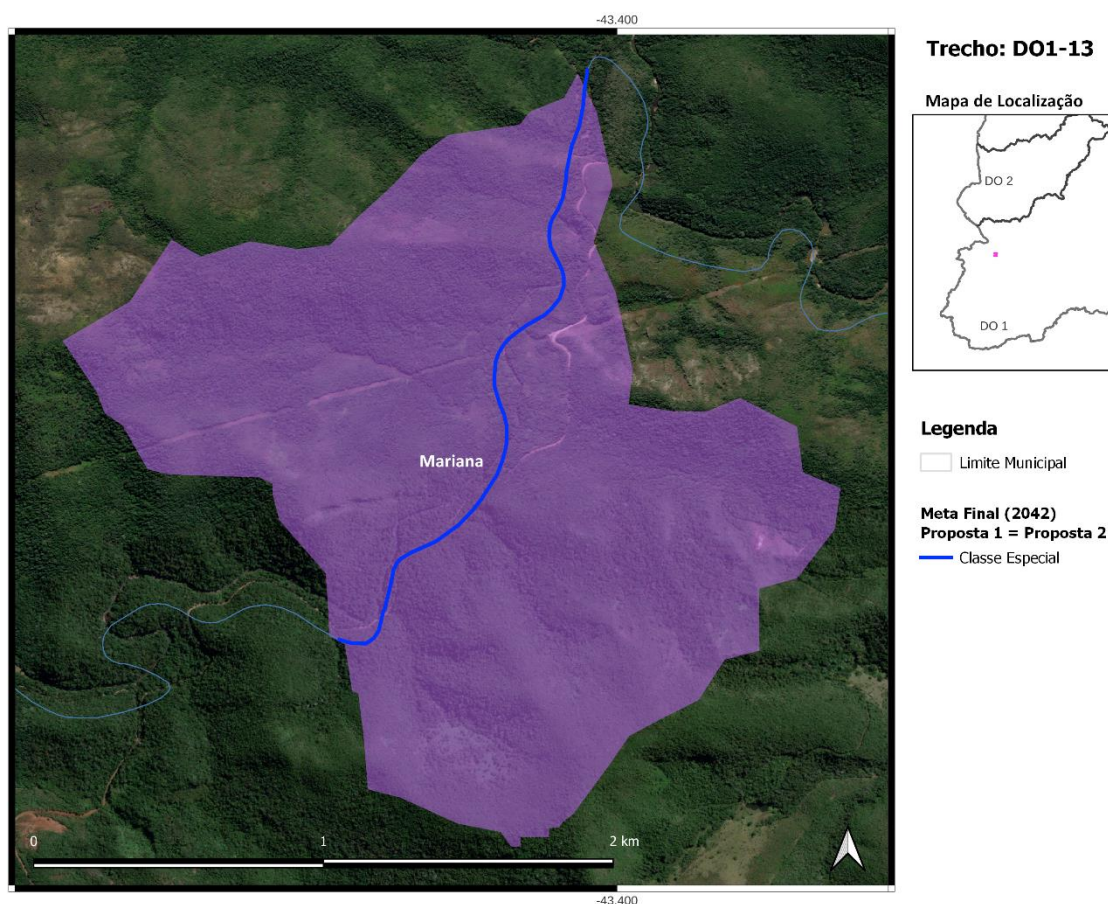 -43.400
Trecho: DO1-13
Mapa de Localização
DO 2
DO 1
Legenda
Limite Municipal
Meta Final (2042)
Proposta 1 = Proposta 2
Classe Especial
Mariana
0
1
2 km
-43.400